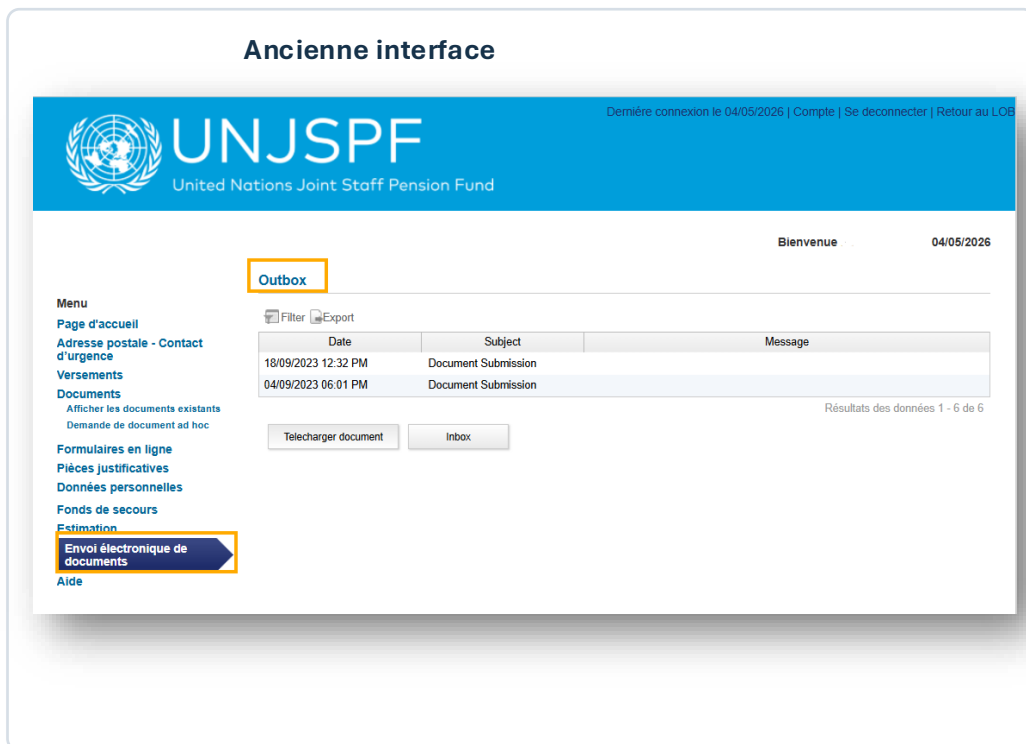 Ancienne interface
Dernière connexion le 04/05/2026 | Compte | Se deconnecter | Retour au LOB
UNJSPF
United Nations Joint Staff Pension Fund
Bienvenue
04/05/2026
Outbox
Menu
Page d'accueil
Adresse postale - Contact
d'urgence
Versements
Documents
Afficher les documents existants
Demande de document ad hoc
Formulaires en ligne
Pièces justificatives
Données personnelles
Fonds de secours
Estimation
Envoi électronique de
documents
Aide
Filter Export
Date Subject Message
18/09/2023 12:32 PM Document Submission
04/09/2023 06:01 PM Document Submission
Résultats des données 1 - 6 de 6
Telecharger document Inbox